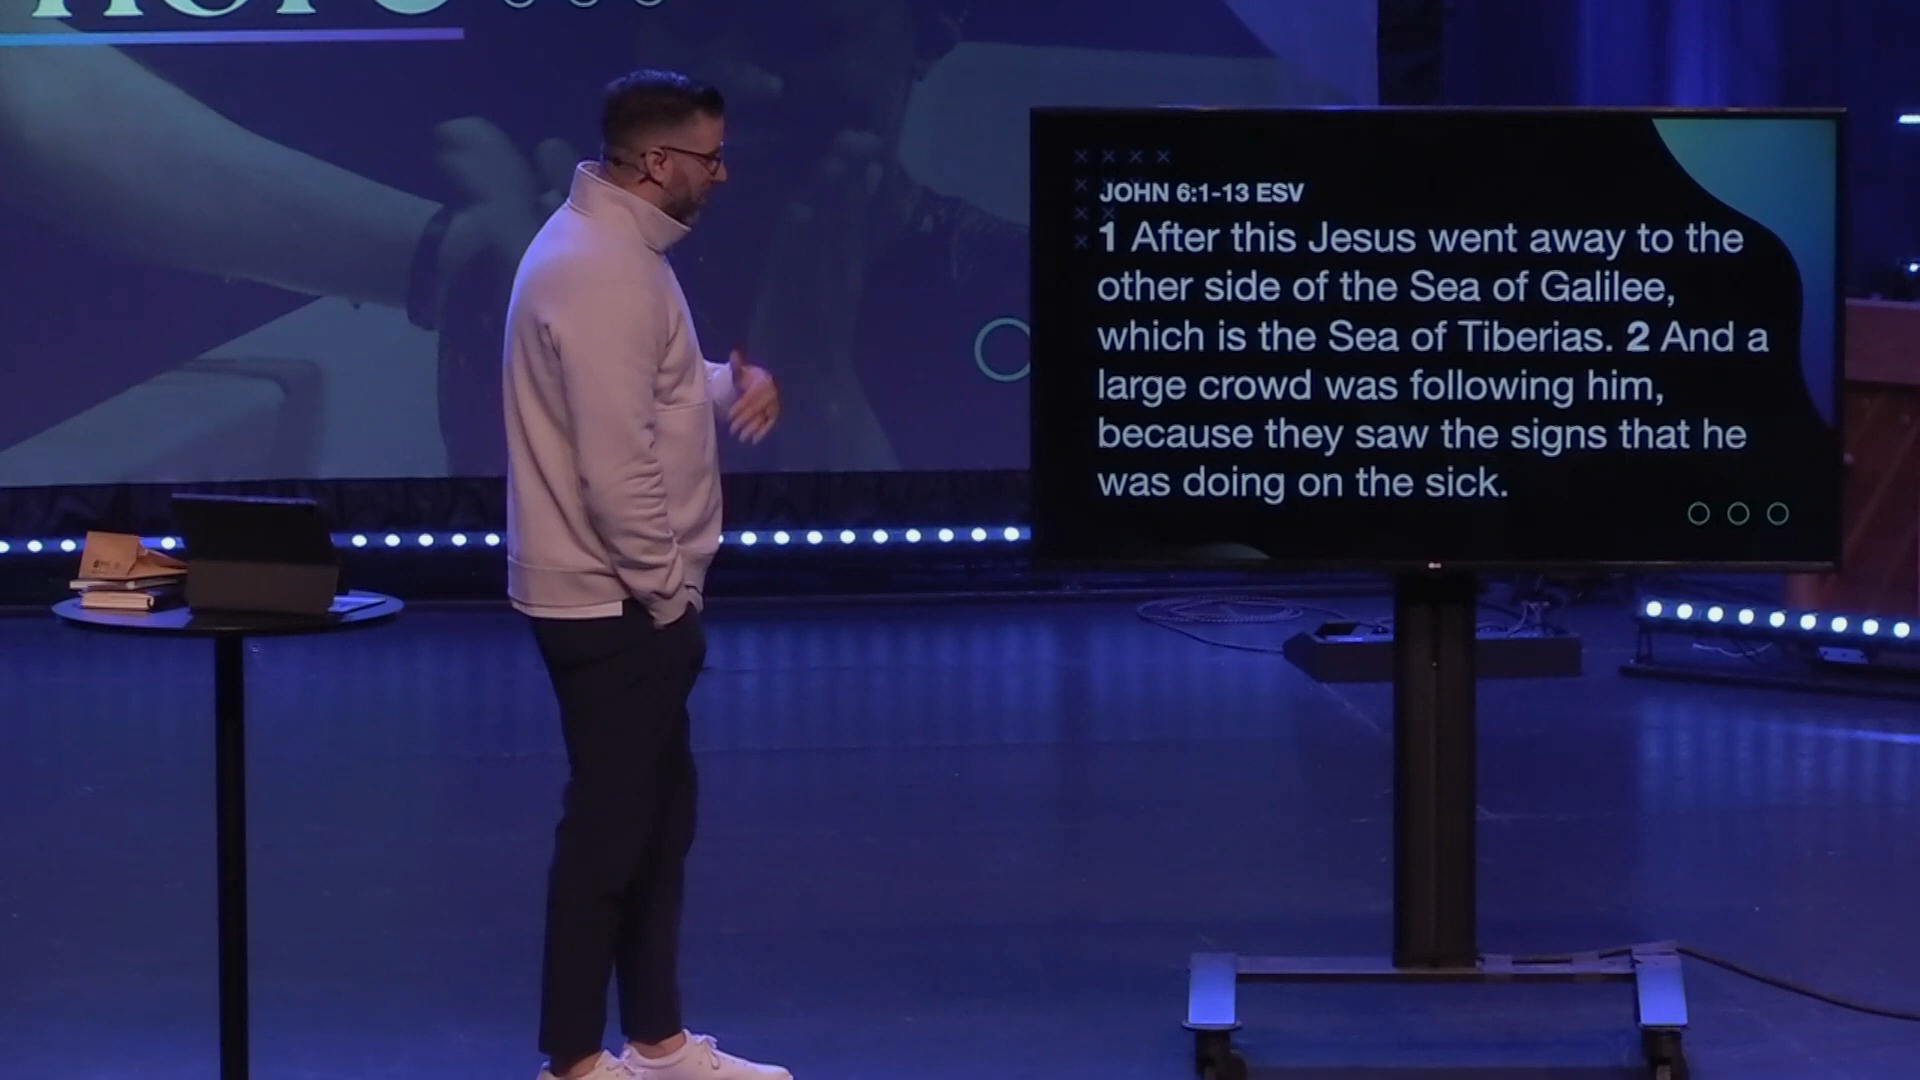 JOHN 6:1-13 ESV
1 After this Jesus went away to the
other side of the Sea of Galilee,
which is the Sea of Tiberias. 2 And a
large crowd was following him,
because they saw the signs that he
was doing on the sick.